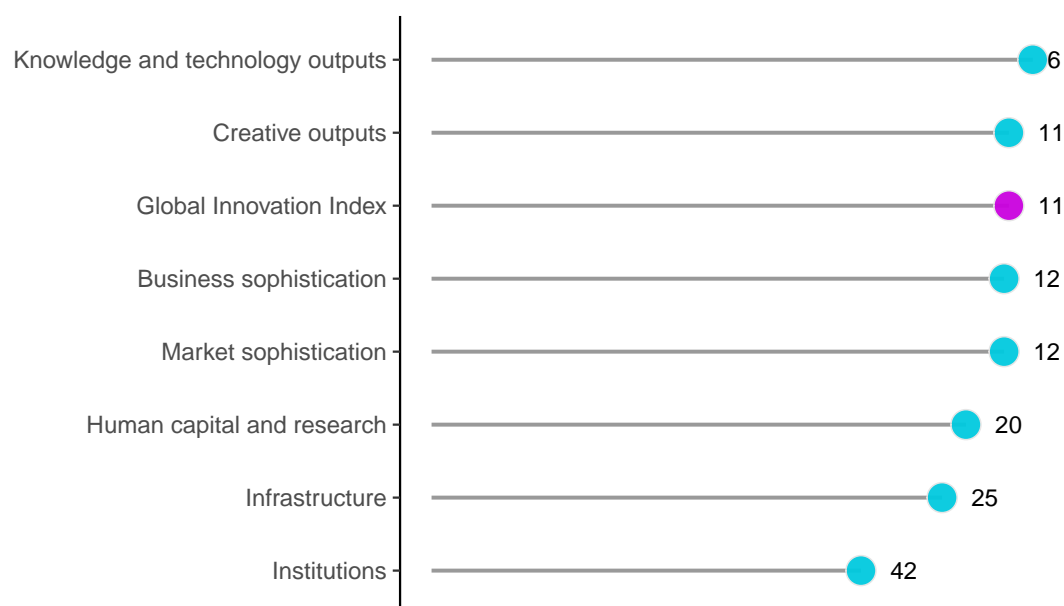 Knowledge and technology outputs 6
Creative outputs 11
Global Innovation Index 11
Business sophistication 12
Market sophistication 12
Human capital and research 20
Infrastructure 25
Institutions 42